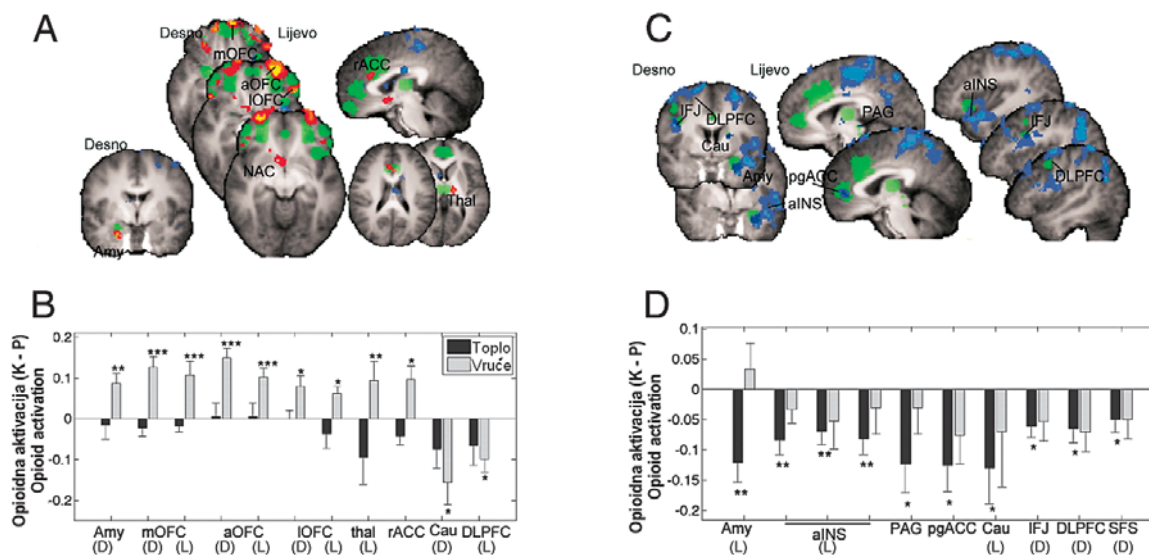 A
Desno
Lijevo
mOFC
aOFC
lOFC
NAC
rACC
Desno
Thal
Amy
C
Desno
Lijevo
IFJ
DLPFC
Cau
PAG
Amy
pgACC
aINS
aINS
IFJ
DLPFC
B
Opioidna aktivacija (K - P)
Opioid activation
0.2
0.1
0
-0.1
-0.2
Toplo
Vruće
** *** *** *** *** * * ** * * *
Amy mOFC aOFC lOFC thal rACC Cau DLPFC
(D) (D) (L) (D) (L) (D) (L) (L) (D) (L)
D
Opioidna aktivacija (K - P)
Opioid activation
0.1
0.05
0
-0.05
-0.1
-0.15
-0.2
** ** ** ** * * * * * *
Amy aINS PAG pgACC Cau IFJ DLPFC SFS
(L) (L) (L) (D) (D) (D)